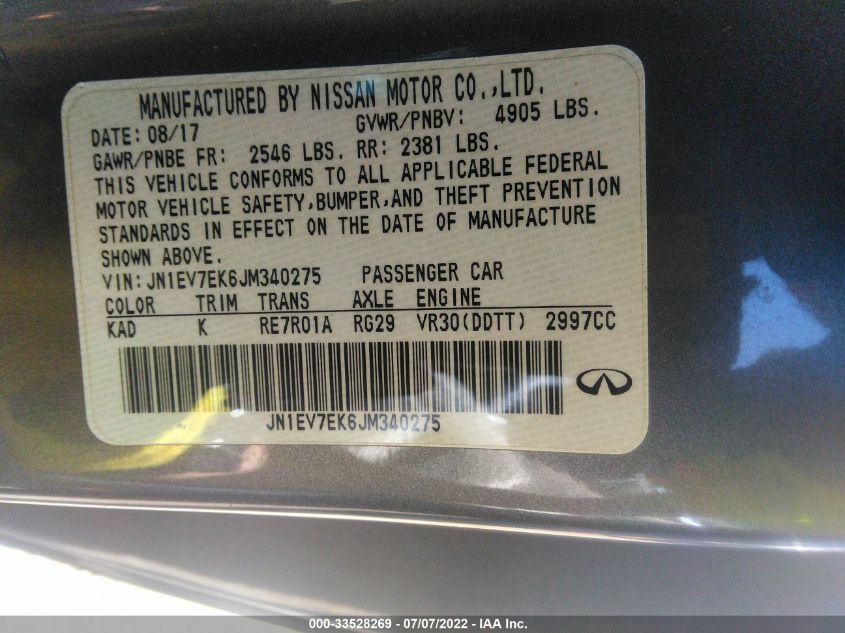 MANUFACTURED BY NISSAN MOTOR CO.,LTD.
DATE: 08/17 GVWR/PNBV: 4905 LBS.
GAWR/PNBE FR: 2546 LBS. RR: 2381 LBS.
THIS VEHICLE CONFORMS TO ALL APPLICABLE FEDERAL
MOTOR VEHICLE SAFETY,BUMPER,AND THEFT PREVENTION
STANDARDS IN EFFECT ON THE DATE OF MANUFACTURE
SHOWN ABOVE.
VIN: JN1EV7EK6JM340275 PASSENGER CAR
COLOR TRIM TRANS AXLE ENGINE
KAD K RE7R01A RG29 VR30(DDTT) 2997CC
JN1EV7EK6JM340275
000-33528269 - 07/07/2022 - IAA Inc.